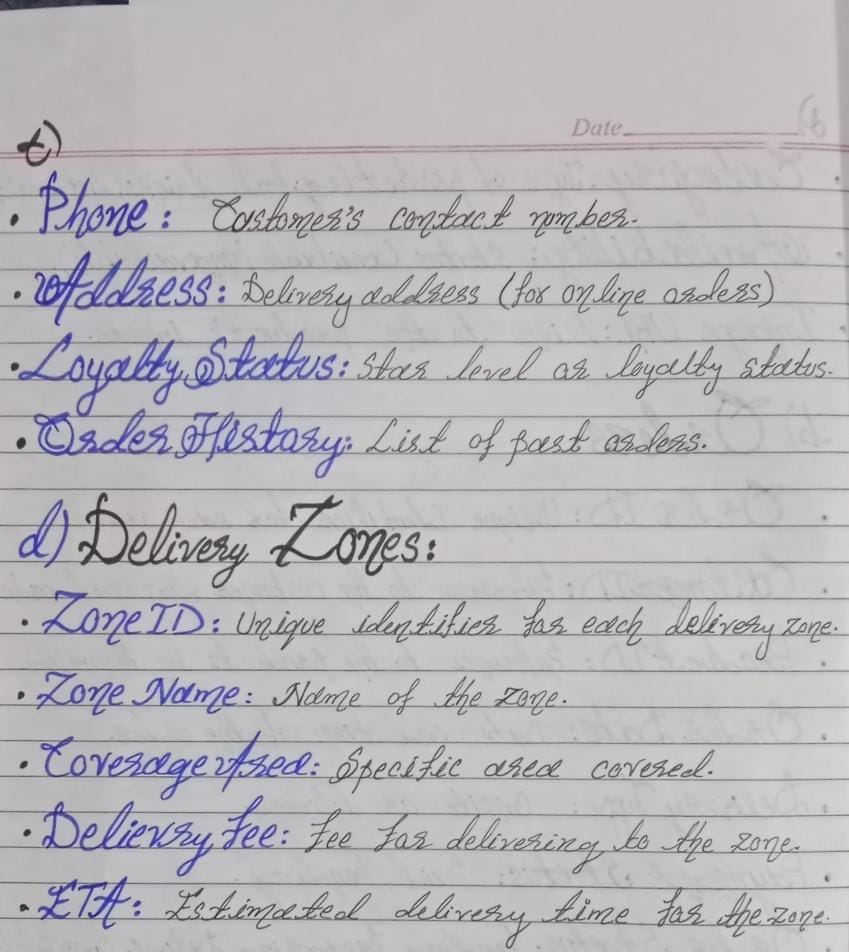 Date
c)
• Phone: Customer's contact number.
• Address: Delivery address (for online orders)
• Loyalty Status: Star level or loyalty status.
• Order History: List of past orders.
d) Delivery Zones:
• Zone ID: Unique identifier for each delivery zone.
• Zone Name: Name of the zone.
• Coverage Area: Specific area covered.
• Delievry Fee: Fee for delivering to the zone.
• ETA: Estimated delivery time for the zone.